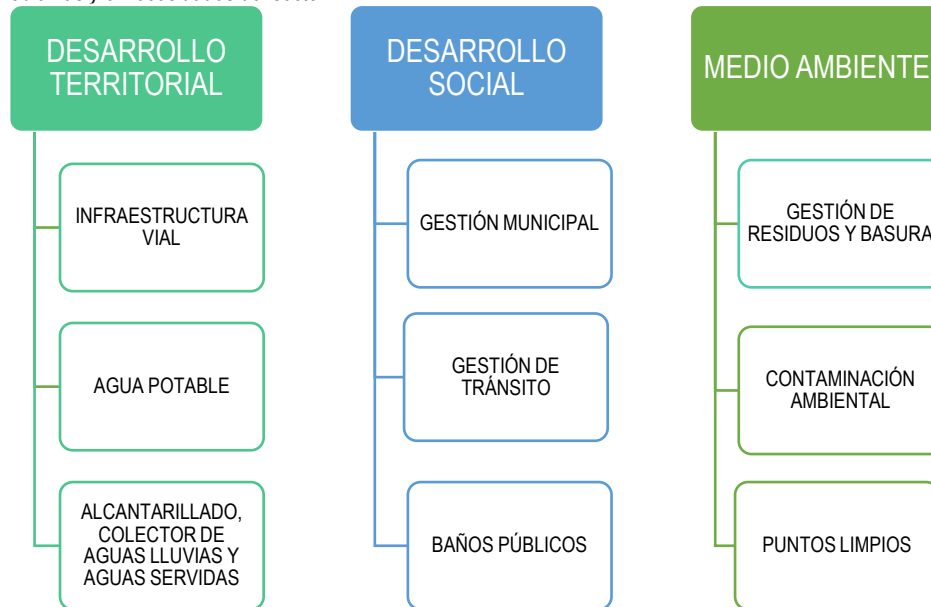 DESARROLLO
TERRITORIAL
INFRAESTRUCTURA
VIAL
AGUA POTABLE
ALCANTARILLADO,
COLECTOR DE
AGUAS LLUVIAS Y
AGUAS SERVIDAS
DESARROLLO
SOCIAL
GESTIÓN MUNICIPAL
GESTIÓN DE
TRÁNSITO
BAÑOS PÚBLICOS
MEDIO AMBIENTE
GESTIÓN DE
RESIDUOS Y BASURA
CONTAMINACIÓN
AMBIENTAL
PUNTOS LIMPIOS